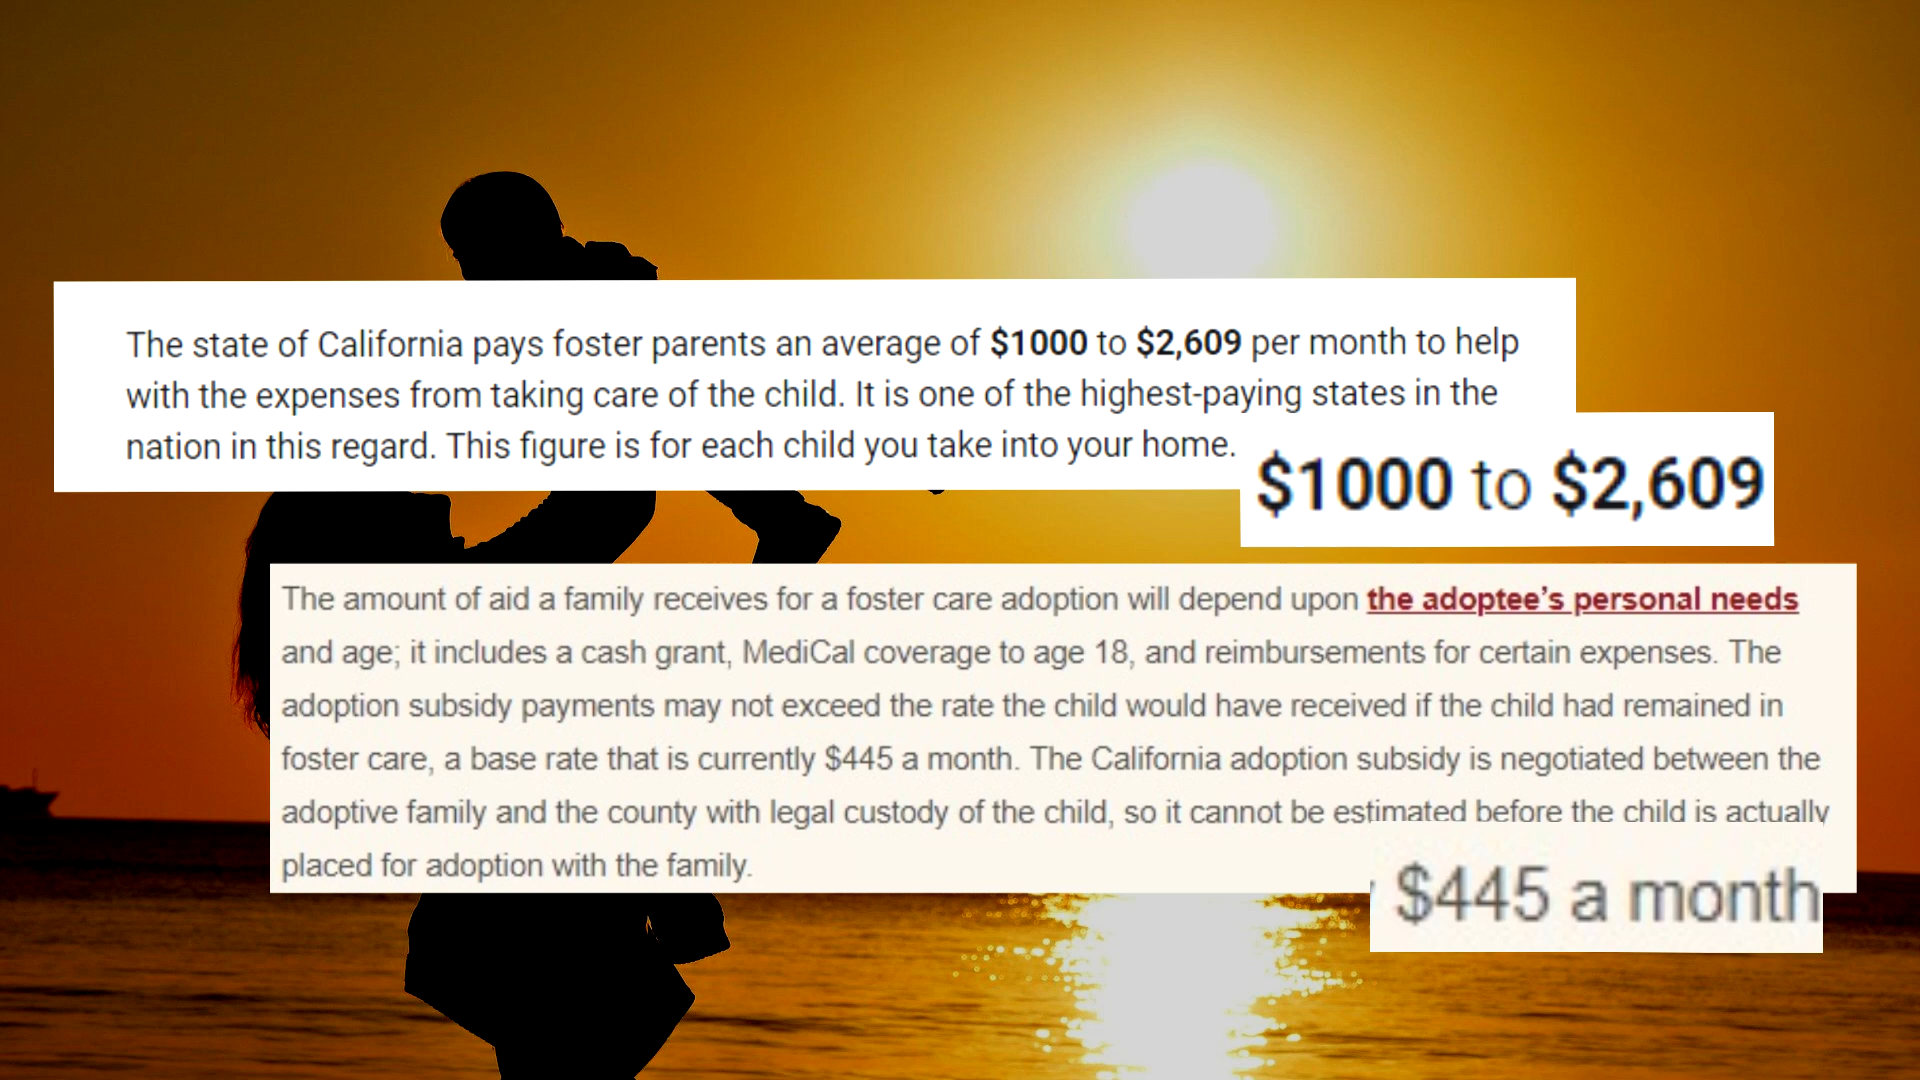 The state of California pays foster parents an average of $1000 to $2,609 per month to help
with the expenses from taking care of the child. It is one of the highest-paying states in the
nation in this regard. This figure is for each child you take into your home.
$1000 to $2,609
The amount of aid a family receives for a foster care adoption will depend upon the adoptee’s personal needs
and age; it includes a cash grant, MediCal coverage to age 18, and reimbursements for certain expenses. The
adoption subsidy payments may not exceed the rate the child would have received if the child had remained in
foster care, a base rate that is currently $445 a month. The California adoption subsidy is negotiated between the
adoptive family and the county with legal custody of the child, so it cannot be estimated before the child is actually
placed for adoption with the family.
$445 a month